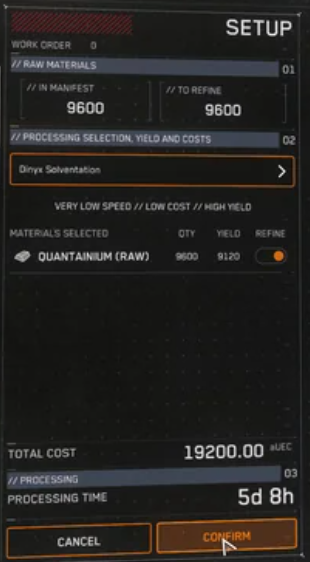 SETUP
WORK ORDER 0
// RAW MATERIALS 01
// IN MANIFEST // TO REFINE
9600 9600
// PROCESSING SELECTION, YIELD AND COSTS 02
Dinyx Solventation
VERY LOW SPEED // LOW COST // HIGH YIELD
MATERIALS SELECTED QTY YIELD REFINE
QUANTAINIUM (RAW) 9600 9120
TOTAL COST 19200.00 aUEC
// PROCESSING 03
PROCESSING TIME 5d 8h
CANCEL CONFIRM